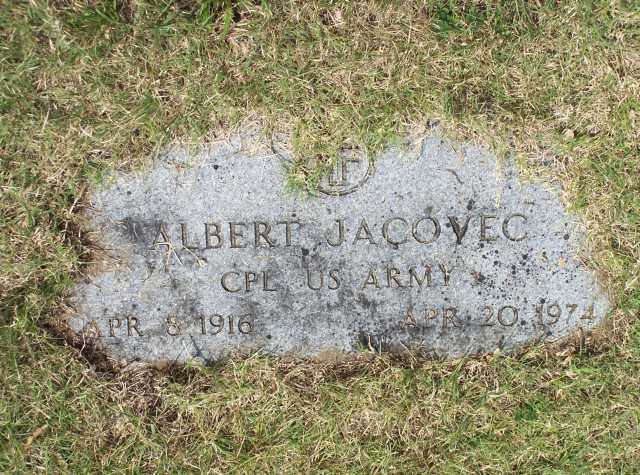 ALBERT JACOVEC
CPL US ARMY
APR 8 1916 APR 20 1974